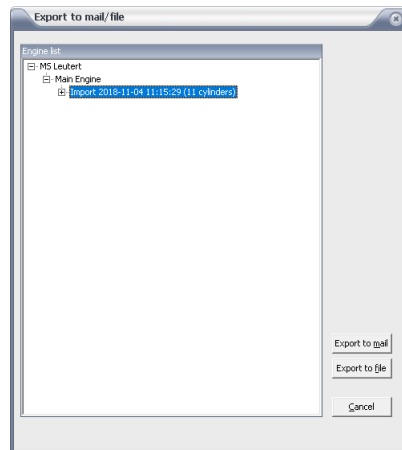 Export to mail/file
Engine list
MS Leutert
Main Engine
Import 2018-11-04 11:15:29 (11 cylinders)
Export to mail
Export to file
Cancel